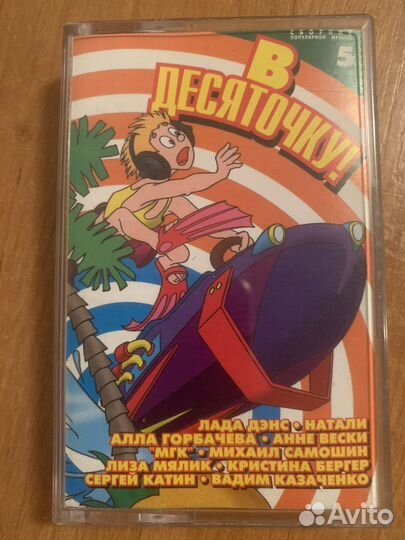 СБОРНИК
ПОПУЛЯРНОЙ МУЗЫКИ
5
В
ДЕСЯТОЧКУ!
ЛАДА ДЭНС • НАТАЛИ
АЛЛА ГОРБАЧЁВА • АННЕ ВЕСКИ
"МГК" • МИХАИЛ САМОШИН
ЛИЗА МЯЛИК • КРИСТИНА БЕРГЕР
СЕРГЕЙ КАТИН • ВАДИМ КАЗАЧЕНКО
Avito